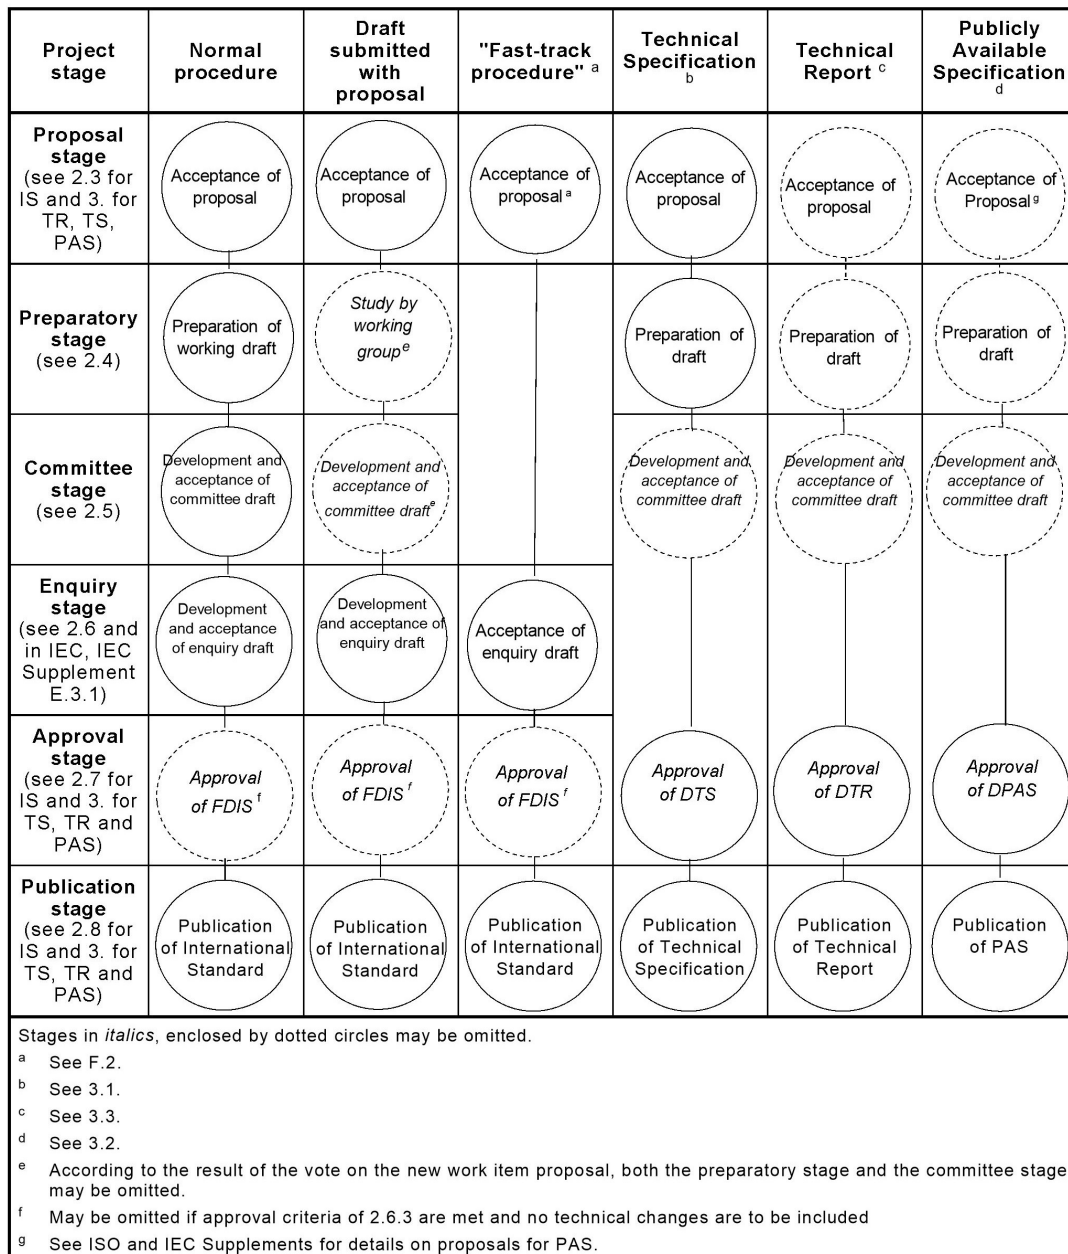 Project
stage
Normal
procedure
Draft
submitted
with
proposal
"Fast-track
procedure" a
Technical
Specification
b
Technical
Report c
Publicly
Available
Specification
d
Proposal
stage
(see 2.3 for
IS and 3. for
TR, TS,
PAS)
Acceptance of
proposal
Acceptance of
proposal
Acceptance of
proposal a
Acceptance of
proposal
Acceptance of
proposal
Acceptance of
Proposal g
Preparatory
stage
(see 2.4)
Preparation of
working draft
Study by
working
group e
Preparation of
draft
Preparation of
draft
Preparation of
draft
Committee
stage
(see 2.5)
Development and
acceptance of
committee draft
Development and
acceptance of
committee draft e
Development and
acceptance of
committee draft
Development and
acceptance of
committee draft
Development and
acceptance of
committee draft
Enquiry
stage
(see 2.6 and
in IEC, IEC
Supplement
E.3.1)
Development
and acceptance
of enquiry draft
Development
and acceptance of
enquiry draft
Acceptance of
enquiry draft
Approval
stage
(see 2.7 for
IS and 3. for
TS, TR and
PAS)
Approval
of FDIS f
Approval
of FDIS f
Approval
of FDIS f
Approval
of DTS
Approval
of DTR
Approval
of DPAS
Publication
stage
(see 2.8 for
IS and 3. for
TS, TR and
PAS)
Publication
of International
Standard
Publication
of International
Standard
Publication
of International
Standard
Publication
of Technical
Specification
Publication
of Technical
Report
Publication
of PAS
Stages in italics, enclosed by dotted circles may be omitted.
a See F.2.
b See 3.1.
c See 3.3.
d See 3.2.
e According to the result of the vote on the new work item proposal, both the preparatory stage and the committee stage
may be omitted.
f May be omitted if approval criteria of 2.6.3 are met and no technical changes are to be included
g See ISO and IEC Supplements for details on proposals for PAS.